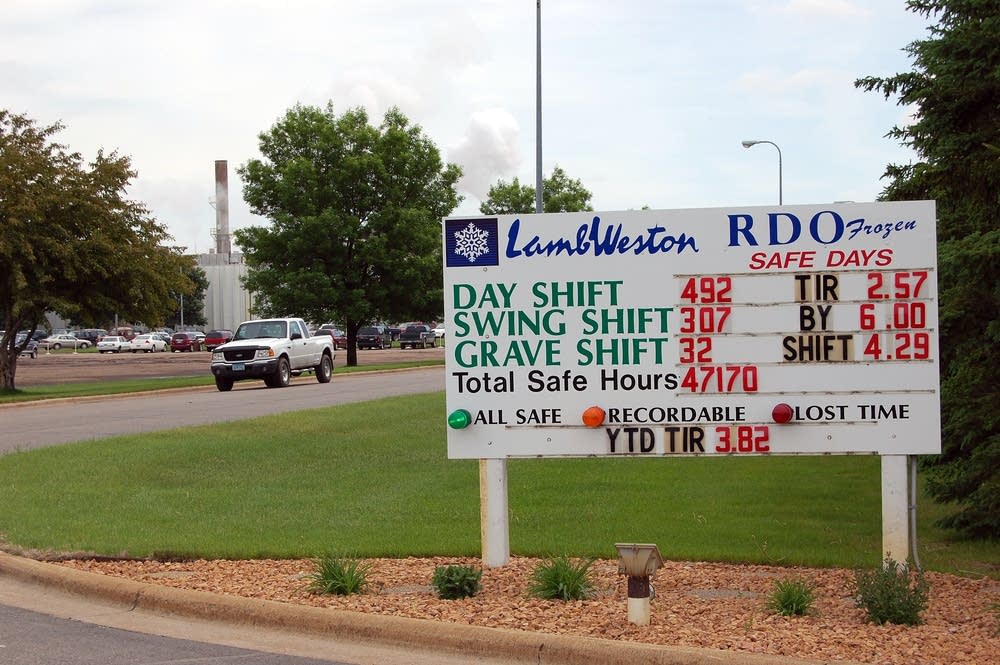 LambWeston RDO Frozen
SAFE DAYS
DAY SHIFT 492 TIR 2.57
SWING SHIFT 307 BY 6.00
GRAVE SHIFT 32 SHIFT 4.29
Total Safe Hours 47170
ALL SAFE RECORDABLE LOST TIME
YTD TIR 3.82